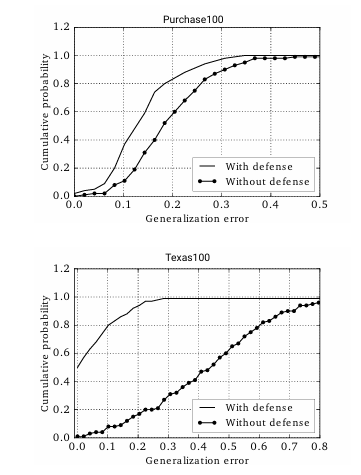 Purchase100
1.2
1.0
0.8
0.6
0.4
0.2
0.0
Cumulative probability
With defense
Without defense
0.0 0.1 0.2 0.3 0.4 0.5
Generalization error
Texas100
1.2
1.0
0.8
0.6
0.4
0.2
0.0
Cumulative probability
With defense
Without defense
0.0 0.1 0.2 0.3 0.4 0.5 0.6 0.7 0.8
Generalization error